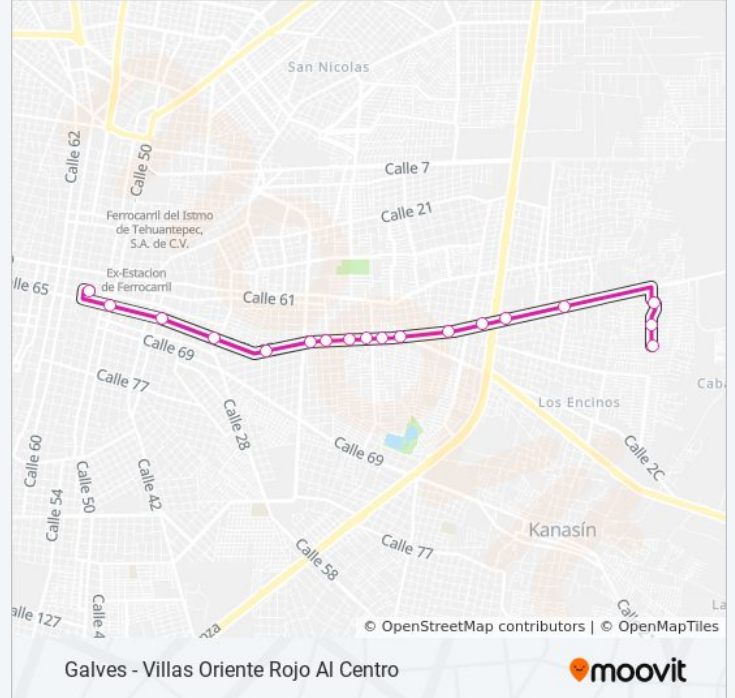 San Nicolas
Calle 62
Calle 50
Calle 7
Calle 21
Ferrocarril del Istmo
de Tehuantepec,
S.A. de C.V.
Ex-Estacion
de Ferrocarril
lle 65
Calle 61
Calle 69
Calle 77
Calle 28
Los Encinos
Caba
Calle 69
Calle 2C
Calle 60
Calle 54
Calle 50
Calle 42
Kanasín
Calle 77
Calle 58
alle 127
Calle 4
oza
La
© OpenStreetMap contributors | © OpenMapTiles
Galves - Villas Oriente Rojo Al Centro
moovit